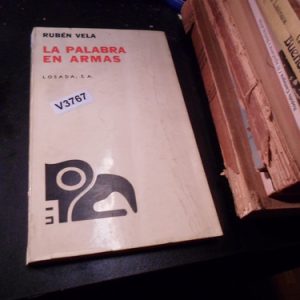 RUBÉN VELA
LA PALABRA
EN ARMAS
LOSADA, S.A.
V3767